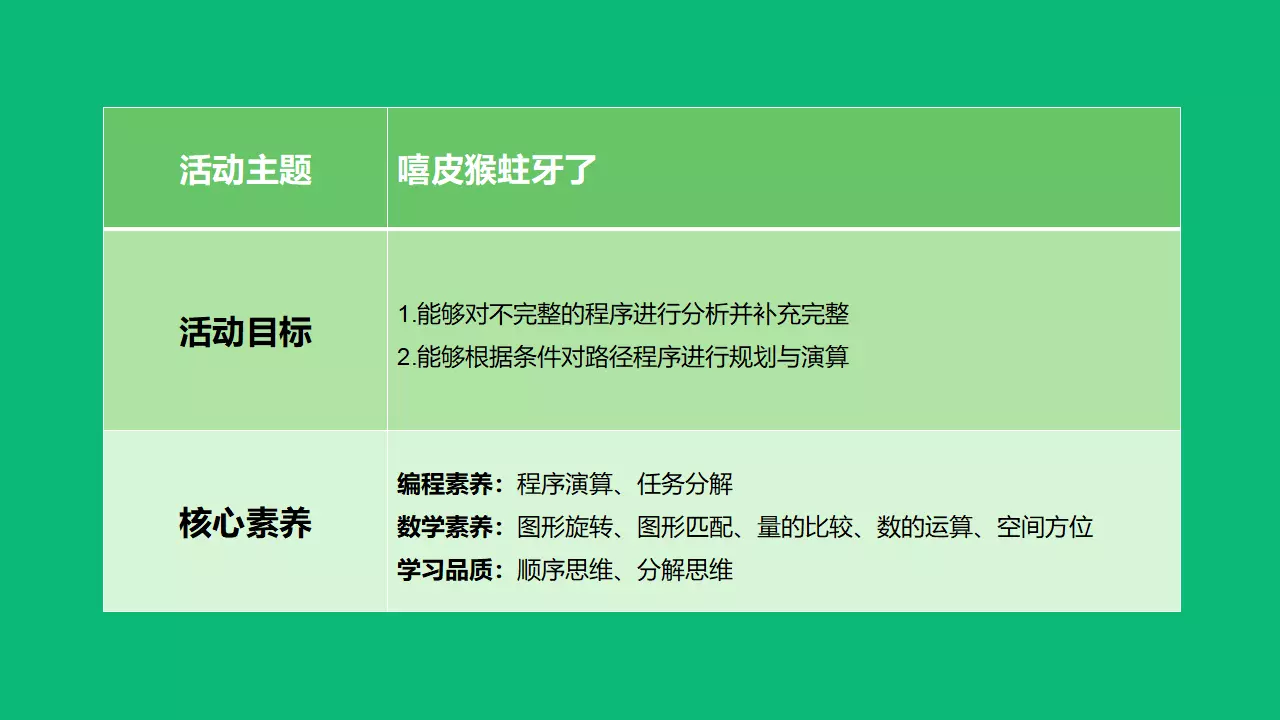 活动主题
嘻皮猴蛀牙了
活动目标
1.能够对不完整的程序进行分析并补充完整
2.能够根据条件对路径程序进行规划与演算
核心素养
编程素养：程序演算、任务分解
数学素养：图形旋转、图形匹配、量的比较、数的运算、空间方位
学习品质：顺序思维、分解思维